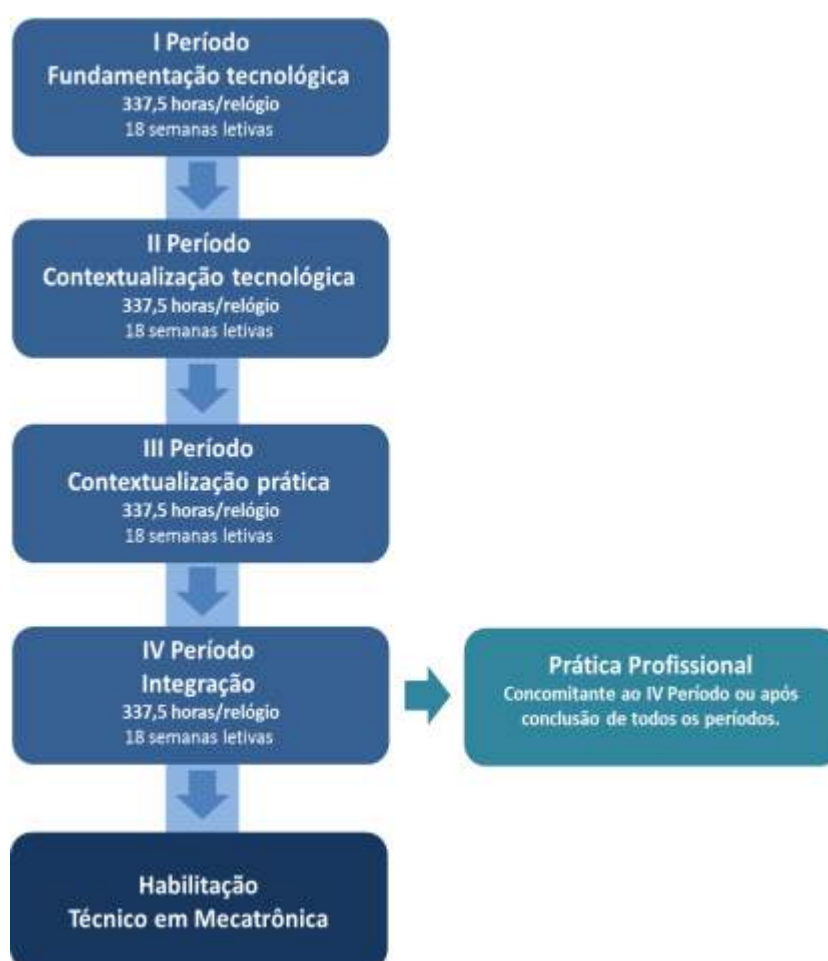 I Período
Fundamentação tecnológica
337,5 horas/relógio
18 semanas letivas
II Período
Contextualização tecnológica
337,5 horas/relógio
18 semanas letivas
III Período
Contextualização prática
337,5 horas/relógio
18 semanas letivas
IV Período
Integração
337,5 horas/relógio
18 semanas letivas
Prática Profissional
Concomitante ao IV Período ou após
conclusão de todos os períodos.
Habilitação
Técnico em Mecatrônica